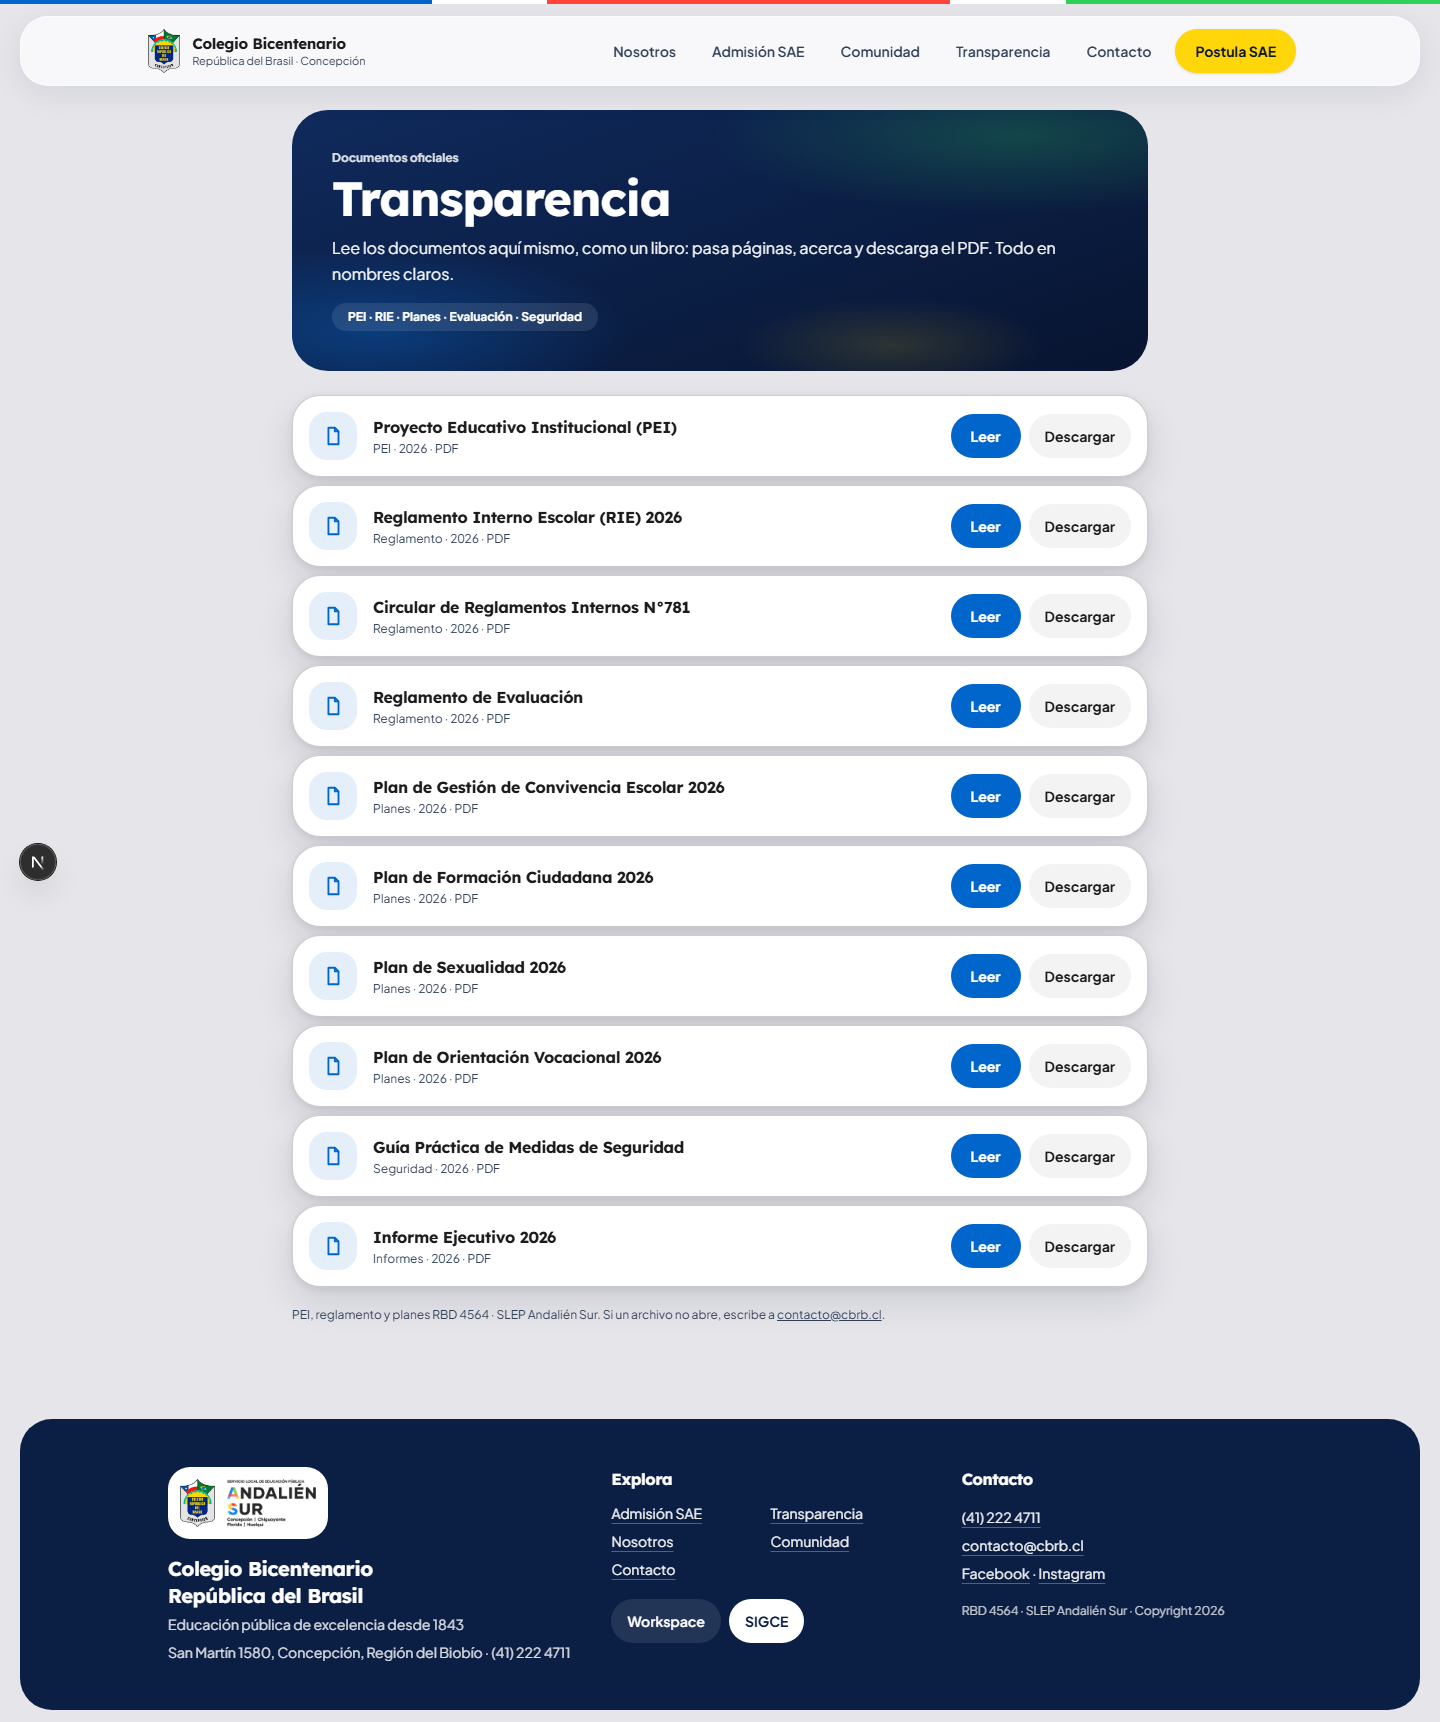 Colegio Bicentenario
República del Brasil · Concepción
Nosotros
Admisión SAE
Comunidad
Transparencia
Contacto
Postula SAE
Documentos oficiales
Transparencia
Lee los documentos aquí mismo, como un libro: pasa páginas, acerca y descarga el PDF. Todo en
nombres claros.
PEI · RIE · Planes · Evaluación · Seguridad
Proyecto Educativo Institucional (PEI)
PEI · 2026 · PDF
Leer
Descargar
Reglamento Interno Escolar (RIE) 2026
Reglamento · 2026 · PDF
Leer
Descargar
Circular de Reglamentos Internos N°781
Reglamento · 2026 · PDF
Leer
Descargar
Reglamento de Evaluación
Reglamento · 2026 · PDF
Leer
Descargar
Plan de Gestión de Convivencia Escolar 2026
Planes · 2026 · PDF
Leer
Descargar
Plan de Formación Ciudadana 2026
Planes · 2026 · PDF
Leer
Descargar
Plan de Sexualidad 2026
Planes · 2026 · PDF
Leer
Descargar
Plan de Orientación Vocacional 2026
Planes · 2026 · PDF
Leer
Descargar
Guía Práctica de Medidas de Seguridad
Seguridad · 2026 · PDF
Leer
Descargar
Informe Ejecutivo 2026
Informes · 2026 · PDF
Leer
Descargar
PEI, reglamento y planes RBD 4564 · SLEP Andalién Sur. Si un archivo no abre, escribe a contacto@cbrb.cl.
SERVICIO LOCAL DE EDUCACIÓN PÚBLICA
ANDALIÉN
SUR
Concepción | Chiguayante
Florida | Hualqui
Colegio Bicentenario
República del Brasil
Educación pública de excelencia desde 1843
San Martín 1580, Concepción, Región del Biobío · (41) 222 4711
Explora
Admisión SAE
Transparencia
Nosotros
Comunidad
Contacto
Workspace
SIGCE
Contacto
(41) 222 4711
contacto@cbrb.cl
Facebook · Instagram
RBD 4564 · SLEP Andalién Sur · Copyright 2026